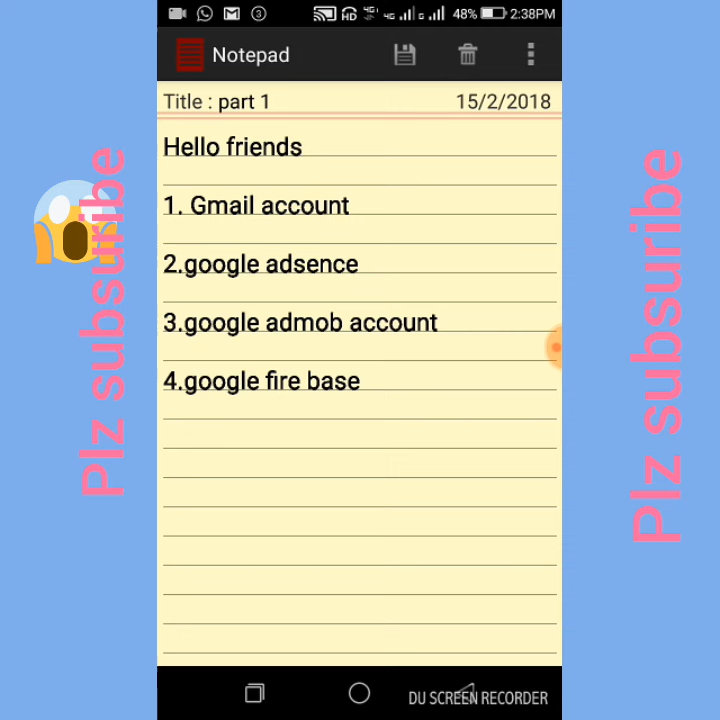 48% 2:38PM
Notepad
Title : part 1 15/2/2018
Hello friends
1. Gmail account
2.google adsence
3.google admob account
4.google fire base
Plz subsuribe
Plz subsuribe
DU SCREEN RECORDER